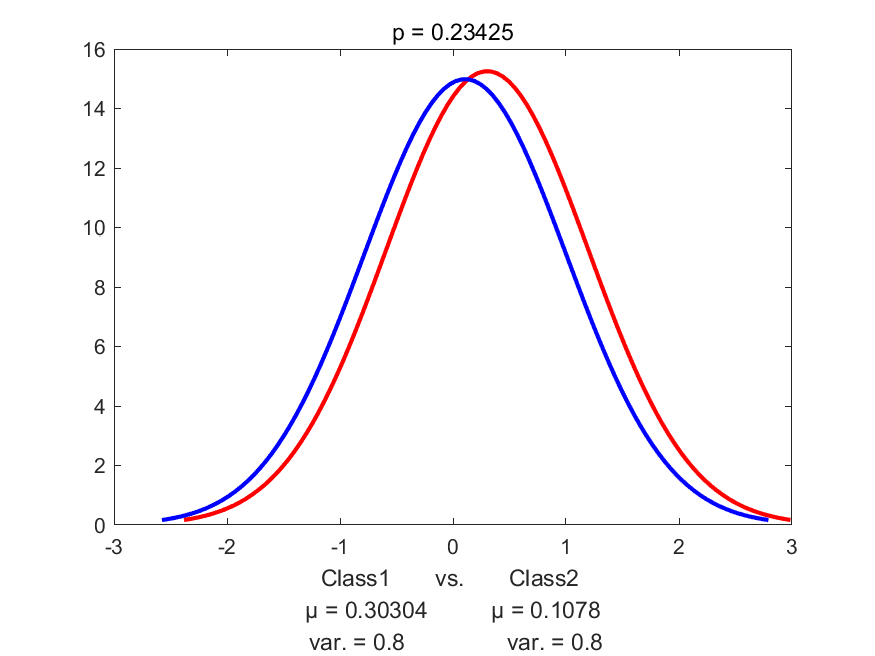 p = 0.23425
16
14
12
10
8
6
4
2
0
-3 -2 -1 0 1 2 3
Class1 vs. Class2
μ = 0.30304 μ = 0.1078
var. = 0.8 var. = 0.8